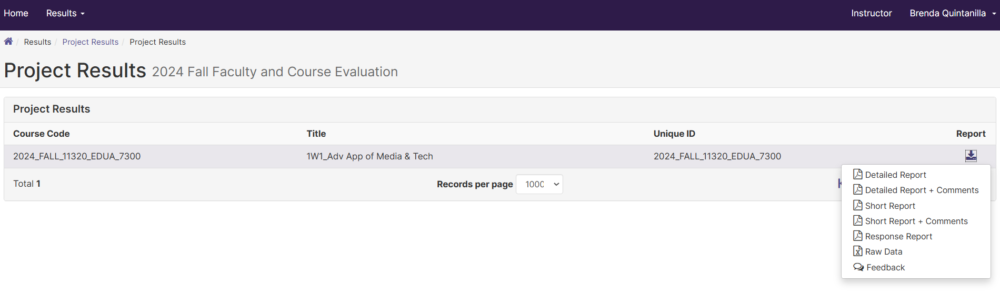 Home Results Instructor Brenda Quintanilla
/ Results / Project Results / Project Results
Project Results 2024 Fall Faculty and Course Evaluation
Project Results
Course Code Title Unique ID Report
2024_FALL_11320_EDUA_7300 1W1_Adv App of Media & Tech 2024_FALL_11320_EDUA_7300
Total 1 Records per page 1000
Detailed Report
Detailed Report + Comments
Short Report
Short Report + Comments
Response Report
Raw Data
Feedback